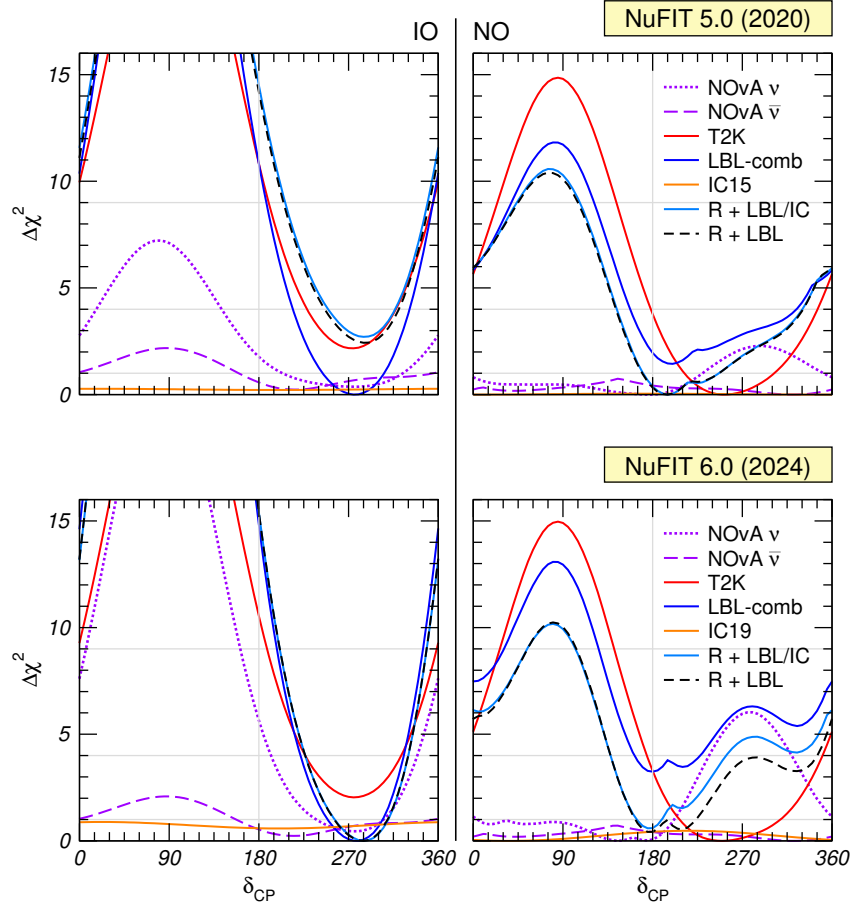 IO
NO
NuFIT 5.0 (2020)
15
10
5
0
Δχ²
NOvA ν
NOvA ν̄
T2K
LBL-comb
IC15
R + LBL/IC
R + LBL
NuFIT 6.0 (2024)
15
10
5
0
Δχ²
NOvA ν
NOvA ν̄
T2K
LBL-comb
IC19
R + LBL/IC
R + LBL
0 90 180 270 360
0 90 180 270 360
δCP
δCP